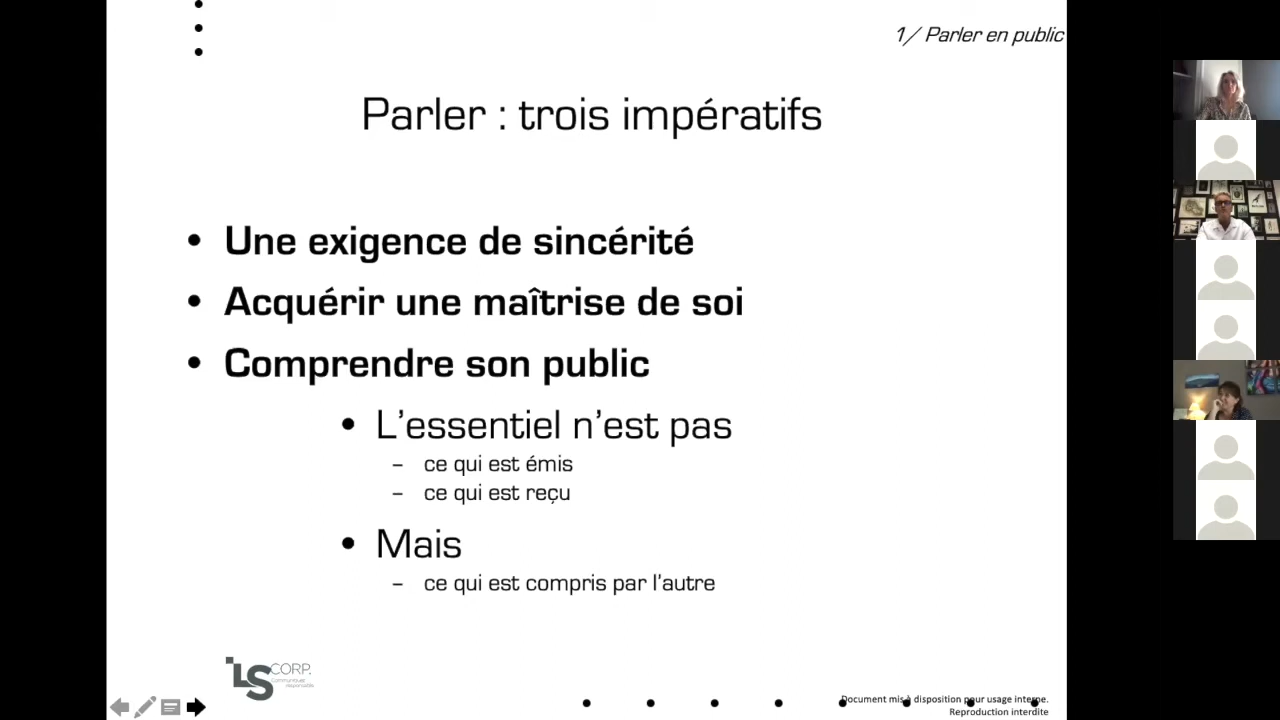 1/ Parler en public
Parler : trois impératifs
• Une exigence de sincérité
• Acquérir une maîtrise de soi
• Comprendre son public
• L’essentiel n’est pas
– ce qui est émis
– ce qui est reçu
• Mais
– ce qui est compris par l’autre
LS CORP.
Communiquez
responsable
Document mis à disposition pour usage interne.
Reproduction interdite